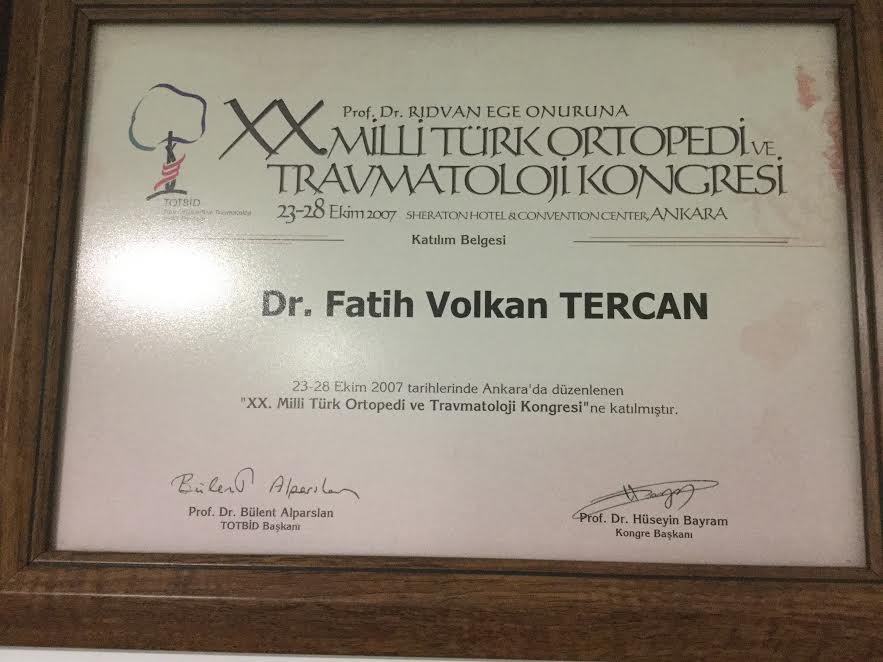 Prof. Dr. RIDVAN EGE ONURUNA
XX MİLLİ TÜRK ORTOPEDİ VE
TRAVMATOLOJİ KONGRESİ
TOTBİD
23-28 Ekim 2007 SHERATON HOTEL & CONVENTION CENTER, ANKARA
Katılım Belgesi
Dr. Fatih Volkan TERCAN
23-28 Ekim 2007 tarihlerinde Ankara'da düzenlenen
"XX. Milli Türk Ortopedi ve Travmatoloji Kongresi"ne katılmıştır.
Bülent Alparslan
Prof. Dr. Bülent Alparslan
TOTBİD Başkanı
Prof. Dr. Hüseyin Bayram
Kongre Başkanı